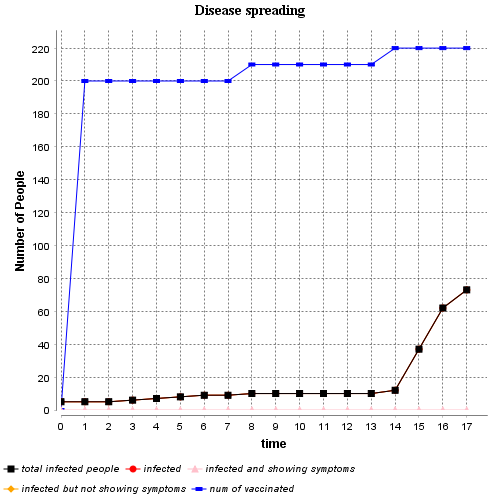 Disease spreading
Number of People
220
200
180
160
140
120
100
80
60
40
20
0
0 1 2 3 4 5 6 7 8 9 10 11 12 13 14 15 16 17
time
total infected people infected infected and showing symptoms
infected but not showing symptoms num of vaccinated